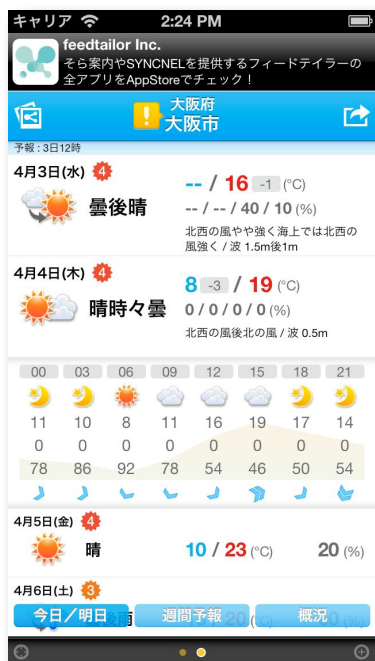 キャリア 2:24 PM
feedtailor Inc.
そら案内やSYNCNELを提供するフィードテイラーの
全アプリをAppStoreでチェック！
大阪府
大阪市
予報 : 3日12時
4月3日(水) 4
曇後晴
-- / 16 -1 (°C)
-- / -- / 40 / 10 (%)
北西の風やや強く海上では北西の
風強く / 波 1.5m後1m
4月4日(木) 4
晴時々曇
8 -3 / 19 (°C)
0 / 0 / 0 / 0 (%)
北西の風後北の風 / 波 0.5m
00 03 06 09 12 15 18 21
11 10 8 11 16 19 17 14
0 0 0 0 0 0 0 0
78 86 92 78 54 46 50 54
4月5日(金) 4
晴 10 / 23 (°C) 20 (%)
4月6日(土) 3
今日／明日 週間予報 概況